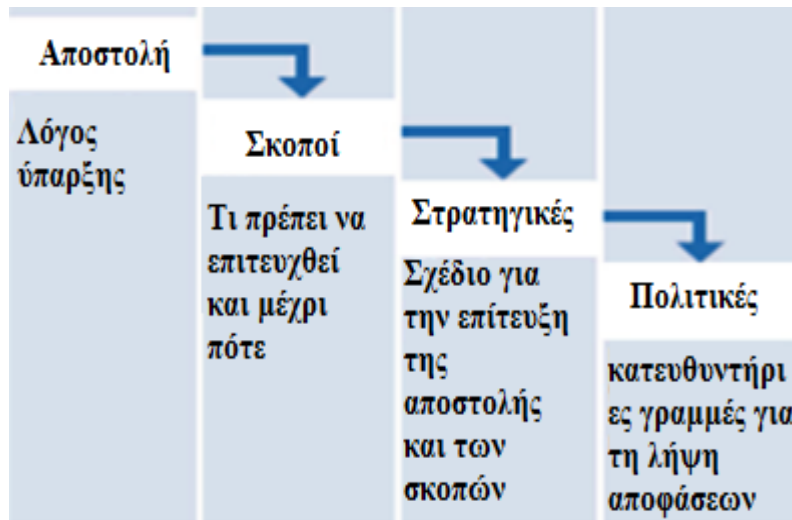 Αποστολή
Λόγος
ύπαρξης
Σκοποί
Τι πρέπει να
επιτευχθεί
και μέχρι
πότε
Στρατηγικές
Σχέδιο για
την επίτευξη
της
αποστολής
και των
σκοπών
Πολιτικές
κατευθυντήρι
ες γραμμές για
τη λήψη
αποφάσεων